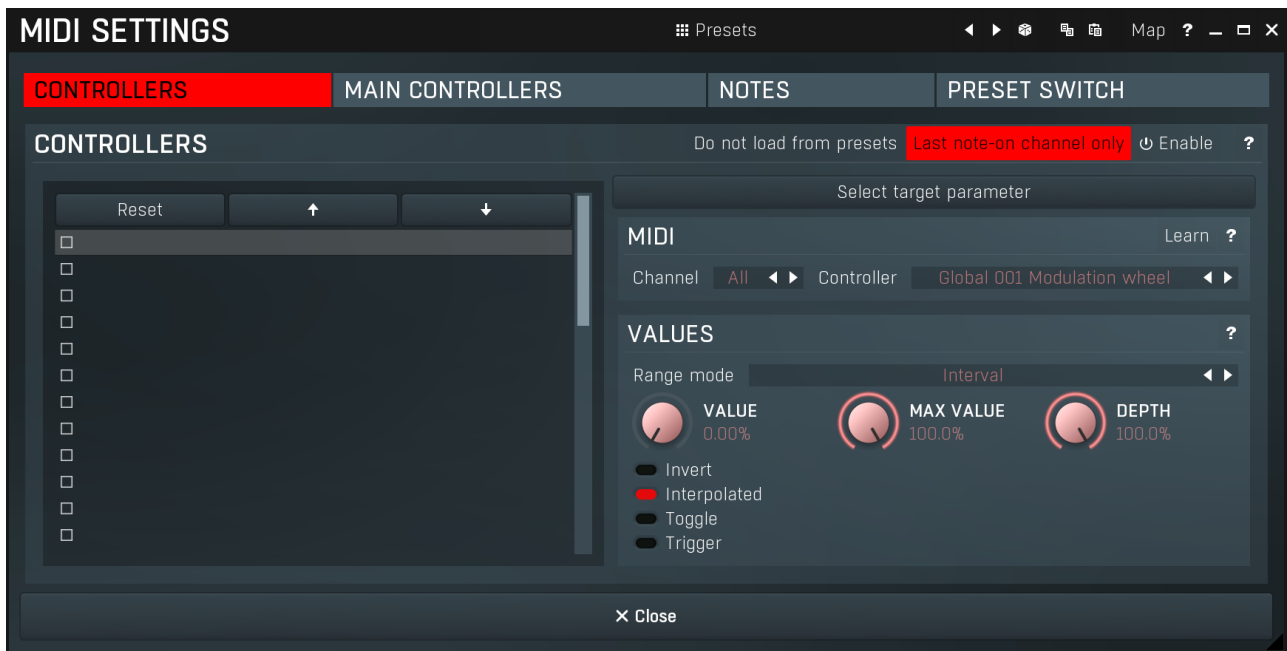 MIDI SETTINGS Presets Map ?
CONTROLLERS MAIN CONTROLLERS NOTES PRESET SWITCH
CONTROLLERS Do not load from presets Last note-on channel only Enable ?
Select target parameter
Reset
MIDI Learn ?
Channel All Controller Global 001 Modulation wheel
VALUES ?
Range mode Interval
VALUE MAX VALUE DEPTH
0.00% 100.0% 100.0%
Invert
Interpolated
Toggle
Trigger
Close